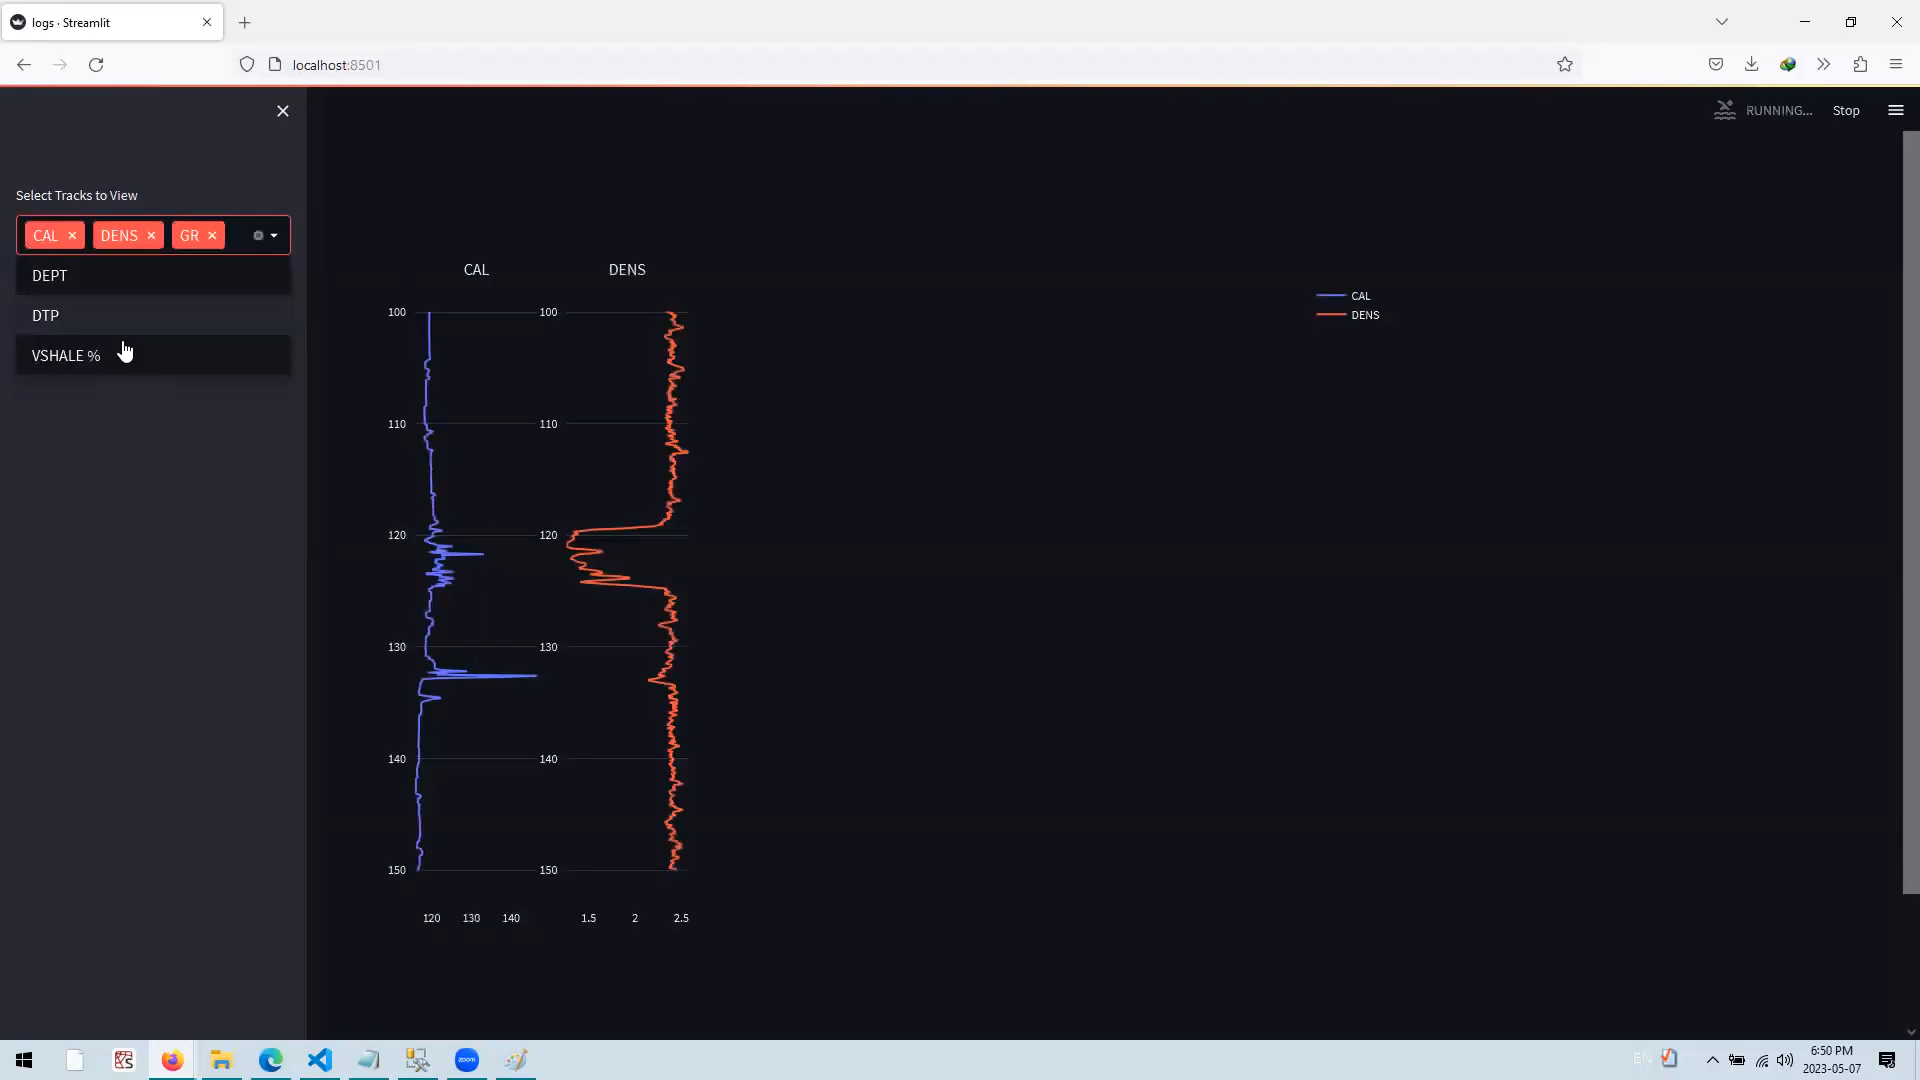 logs · Streamlit
localhost:8501
RUNNING...
Stop
Select Tracks to View
CAL
DENS
GR
DEPT
DTP
VSHALE %
CAL
DENS
CAL
DENS
100
100
110
110
120
120
130
130
140
140
150
150
120 130 140
1.5 2 2.5
zoom
EN
6:50 PM
2023-05-07